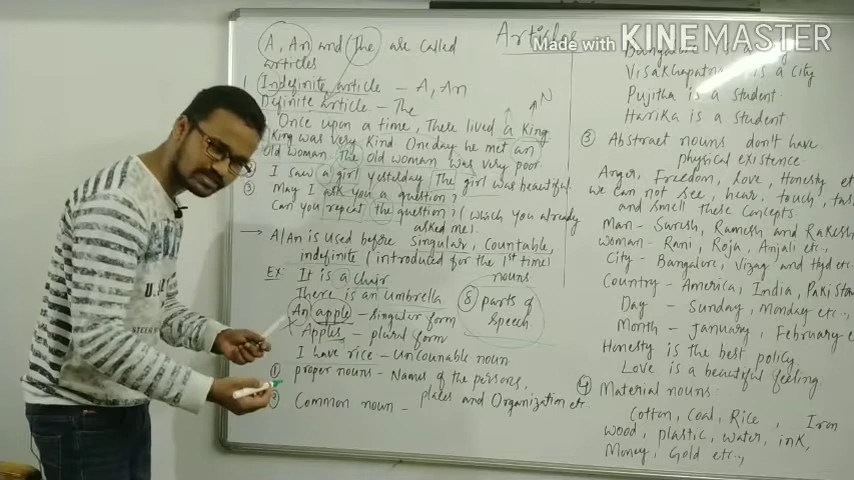 Articles
Made with KINEMASTER
A, An and The are called
articles
1. Indefinite article - A, An
Definite article - The
Once upon a time, There lived a king
King was very kind One day he met an
old woman The old woman was very poor
② I saw a girl yesterday The girl was beautiful.
③ May I ask you a question?
Can you repeat the question? (which you already
asked me).
→ A/An is used before singular, countable,
indefinite (introduced for the 1st time)
nouns
Ex: It is a chair
There is an umbrella
An apple - singular form
× Apples - plural form
I have rice - uncounable noun
① proper nouns - Names of the persons,
places and Organization etc
② Common noun -
⑧ parts of
speech
Bangalore is a city
Visakhapatnam is a city
Pujitha is a student
Harika is a student
③ Abstract nouns don't have
physical existence.
Anger, Freedom, love, Honesty
we can not see, hear, touch,
and smell these concepts
Man - Suresh, Ramesh and Rakesh
woman - Rani, Roja, Anjali etc.,
City - Bangalore, Vizag and Hyd etc
Country - America, India,
Day - Sunday, Monday etc.
Month - January, February
Honesty is the best policy
Love is a beautiful feeling.
④ Material nouns:
Cotton, Coal, Rice, Iron
wood, plastic, water, ink,
Money, Gold etc.,